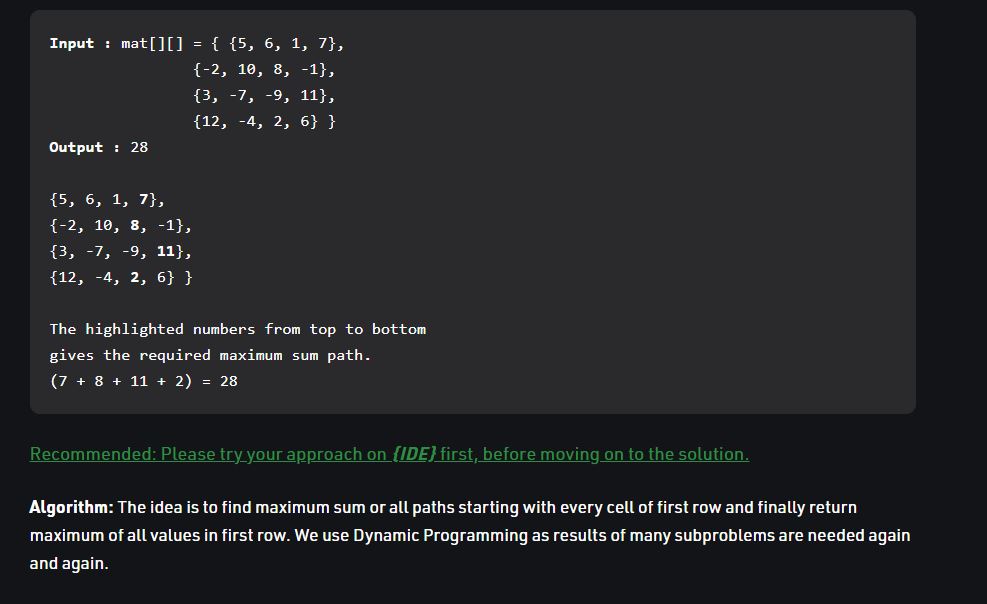 Input : mat[][] = { {5, 6, 1, 7},
{-2, 10, 8, -1},
{3, -7, -9, 11},
{12, -4, 2, 6} }
Output : 28
{5, 6, 1, 7},
{-2, 10, 8, -1},
{3, -7, -9, 11},
{12, -4, 2, 6} }
The highlighted numbers from top to bottom
gives the required maximum sum path.
(7 + 8 + 11 + 2) = 28
Recommended: Please try your approach on {IDE} first, before moving on to the solution.
Algorithm: The idea is to find maximum sum or all paths starting with every cell of first row and finally return
maximum of all values in first row. We use Dynamic Programming as results of many subproblems are needed again
and again.